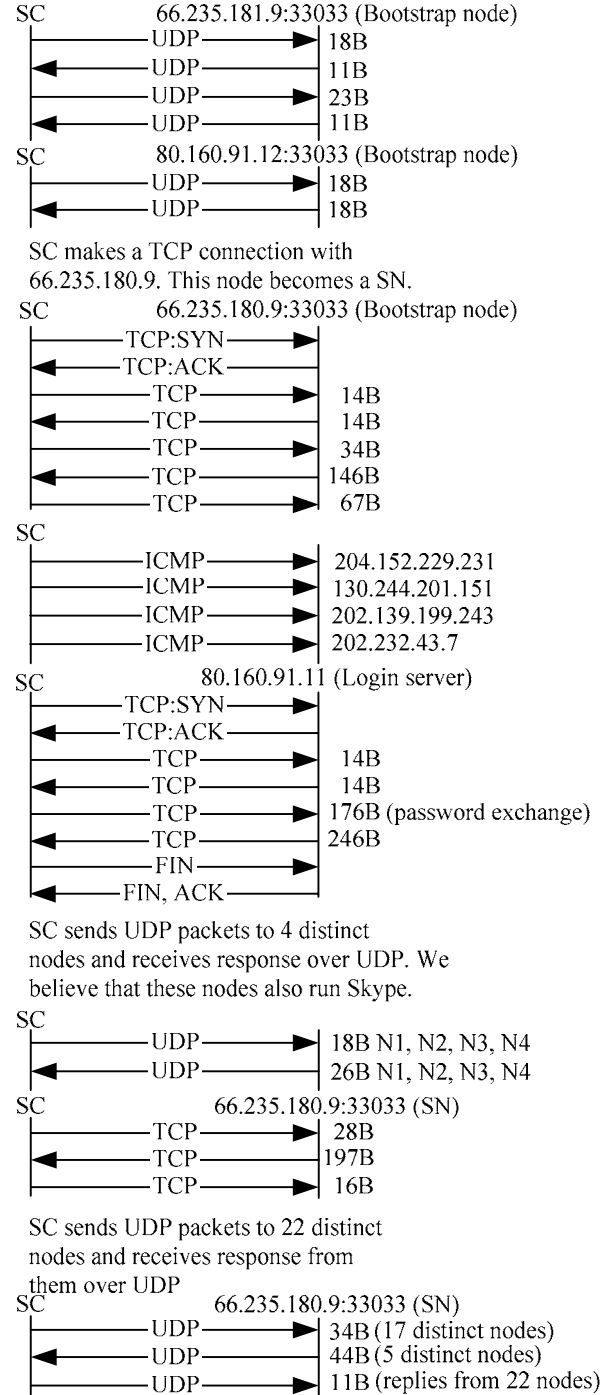 SC 66.235.181.9:33033 (Bootstrap node)
UDP 18B
UDP 11B
UDP 23B
UDP 11B
SC 80.160.91.12:33033 (Bootstrap node)
UDP 18B
UDP 18B
SC makes a TCP connection with
66.235.180.9. This node becomes a SN.
SC 66.235.180.9:33033 (Bootstrap node)
TCP:SYN
TCP:ACK
TCP 14B
TCP 14B
TCP 34B
TCP 146B
TCP 67B
SC
ICMP 204.152.229.231
ICMP 130.244.201.151
ICMP 202.139.199.243
ICMP 202.232.43.7
SC 80.160.91.11 (Login server)
TCP:SYN
TCP:ACK
TCP 14B
TCP 14B
TCP 176B (password exchange)
TCP 246B
FIN
FIN, ACK
SC sends UDP packets to 4 distinct
nodes and receives response over UDP. We
believe that these nodes also run Skype.
SC
UDP 18B N1, N2, N3, N4
UDP 26B N1, N2, N3, N4
SC 66.235.180.9:33033 (SN)
TCP 28B
TCP 197B
TCP 16B
SC sends UDP packets to 22 distinct
nodes and receives response from
them over UDP
SC 66.235.180.9:33033 (SN)
UDP 34B (17 distinct nodes)
UDP 44B (5 distinct nodes)
UDP 11B (replies from 22 nodes)